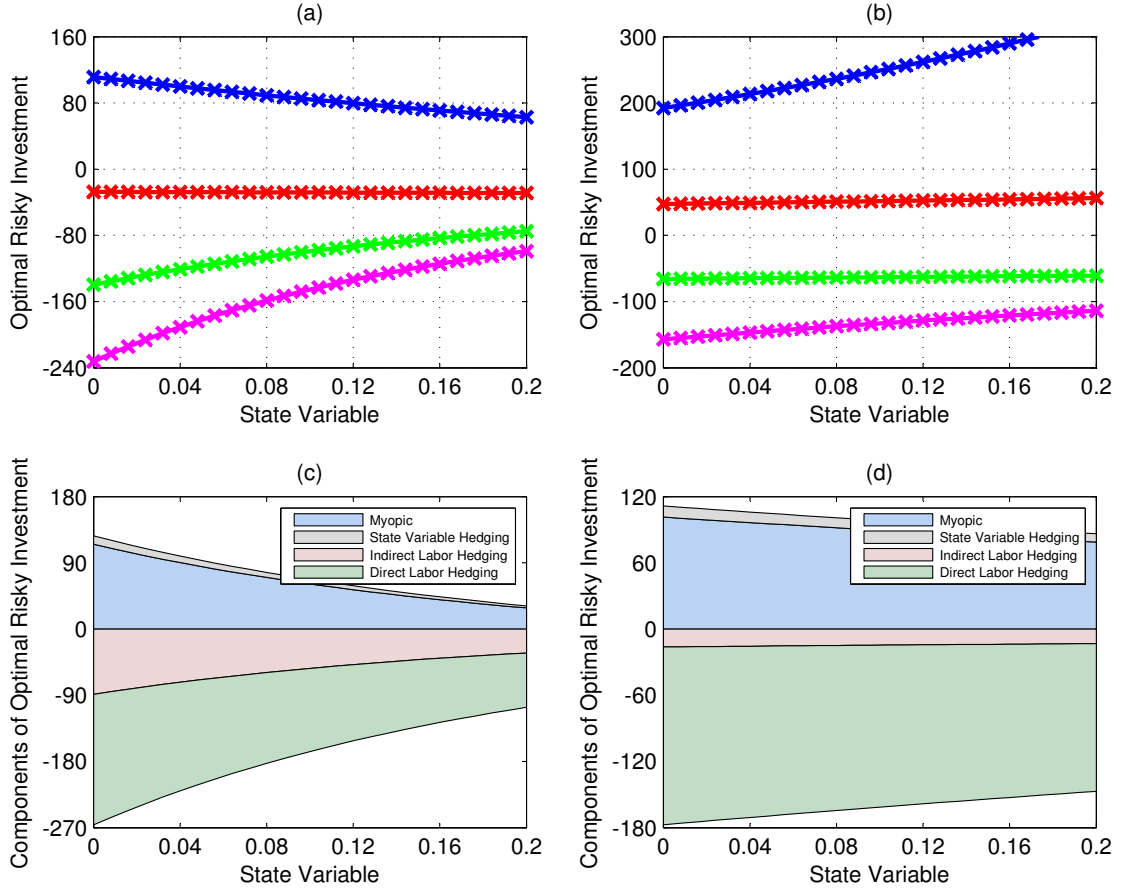 (a)
Optimal Risky Investment
160
80
0
-80
-160
-240
0 0.04 0.08 0.12 0.16 0.2
State Variable
(b)
Optimal Risky Investment
300
200
100
0
-100
-200
0 0.04 0.08 0.12 0.16 0.2
State Variable
(c)
Components of Optimal Risky Investment
180
90
0
-90
-180
-270
Myopic
State Variable Hedging
Indirect Labor Hedging
Direct Labor Hedging
0 0.04 0.08 0.12 0.16 0.2
State Variable
(d)
Components of Optimal Risky Investment
120
60
0
-60
-120
-180
Myopic
State Variable Hedging
Indirect Labor Hedging
Direct Labor Hedging
0 0.04 0.08 0.12 0.16 0.2
State Variable